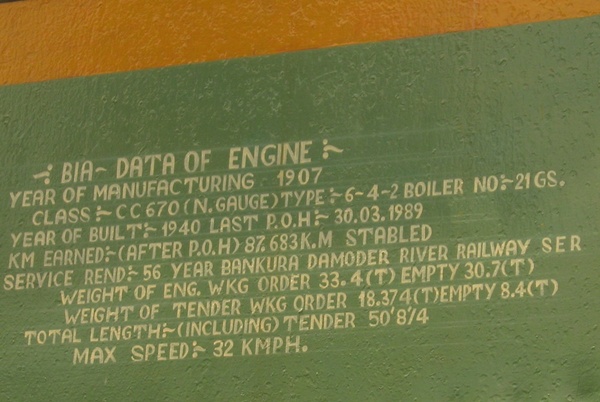 BIA~ DATA OF ENGINE :~
YEAR OF MANUFACTURING 1907
CLASS:~ CC 670 (N.GAUGE) TYPE:~ 6-4-2 BOILER NO:~ 21 GS.
YEAR OF BUILT:~ 1940 LAST P.O.H:~ 30.03.1989
KM EARNED:~ (AFTER P.O.H) 87.683 K.M STABLED
SERVICE REND:~ 56 YEAR BANKURA DAMODER RIVER RAILWAY SER
WEIGHT OF ENG. WKG ORDER 33.4(T) EMPTY 30.7(T)
WEIGHT OF TENDER WKG ORDER 18.374(T) EMPTY 8.4(T)
TOTAL LENGTH:~ (INCLUDING) TENDER 50'8¼
MAX SPEED:~ 32 KMPH.